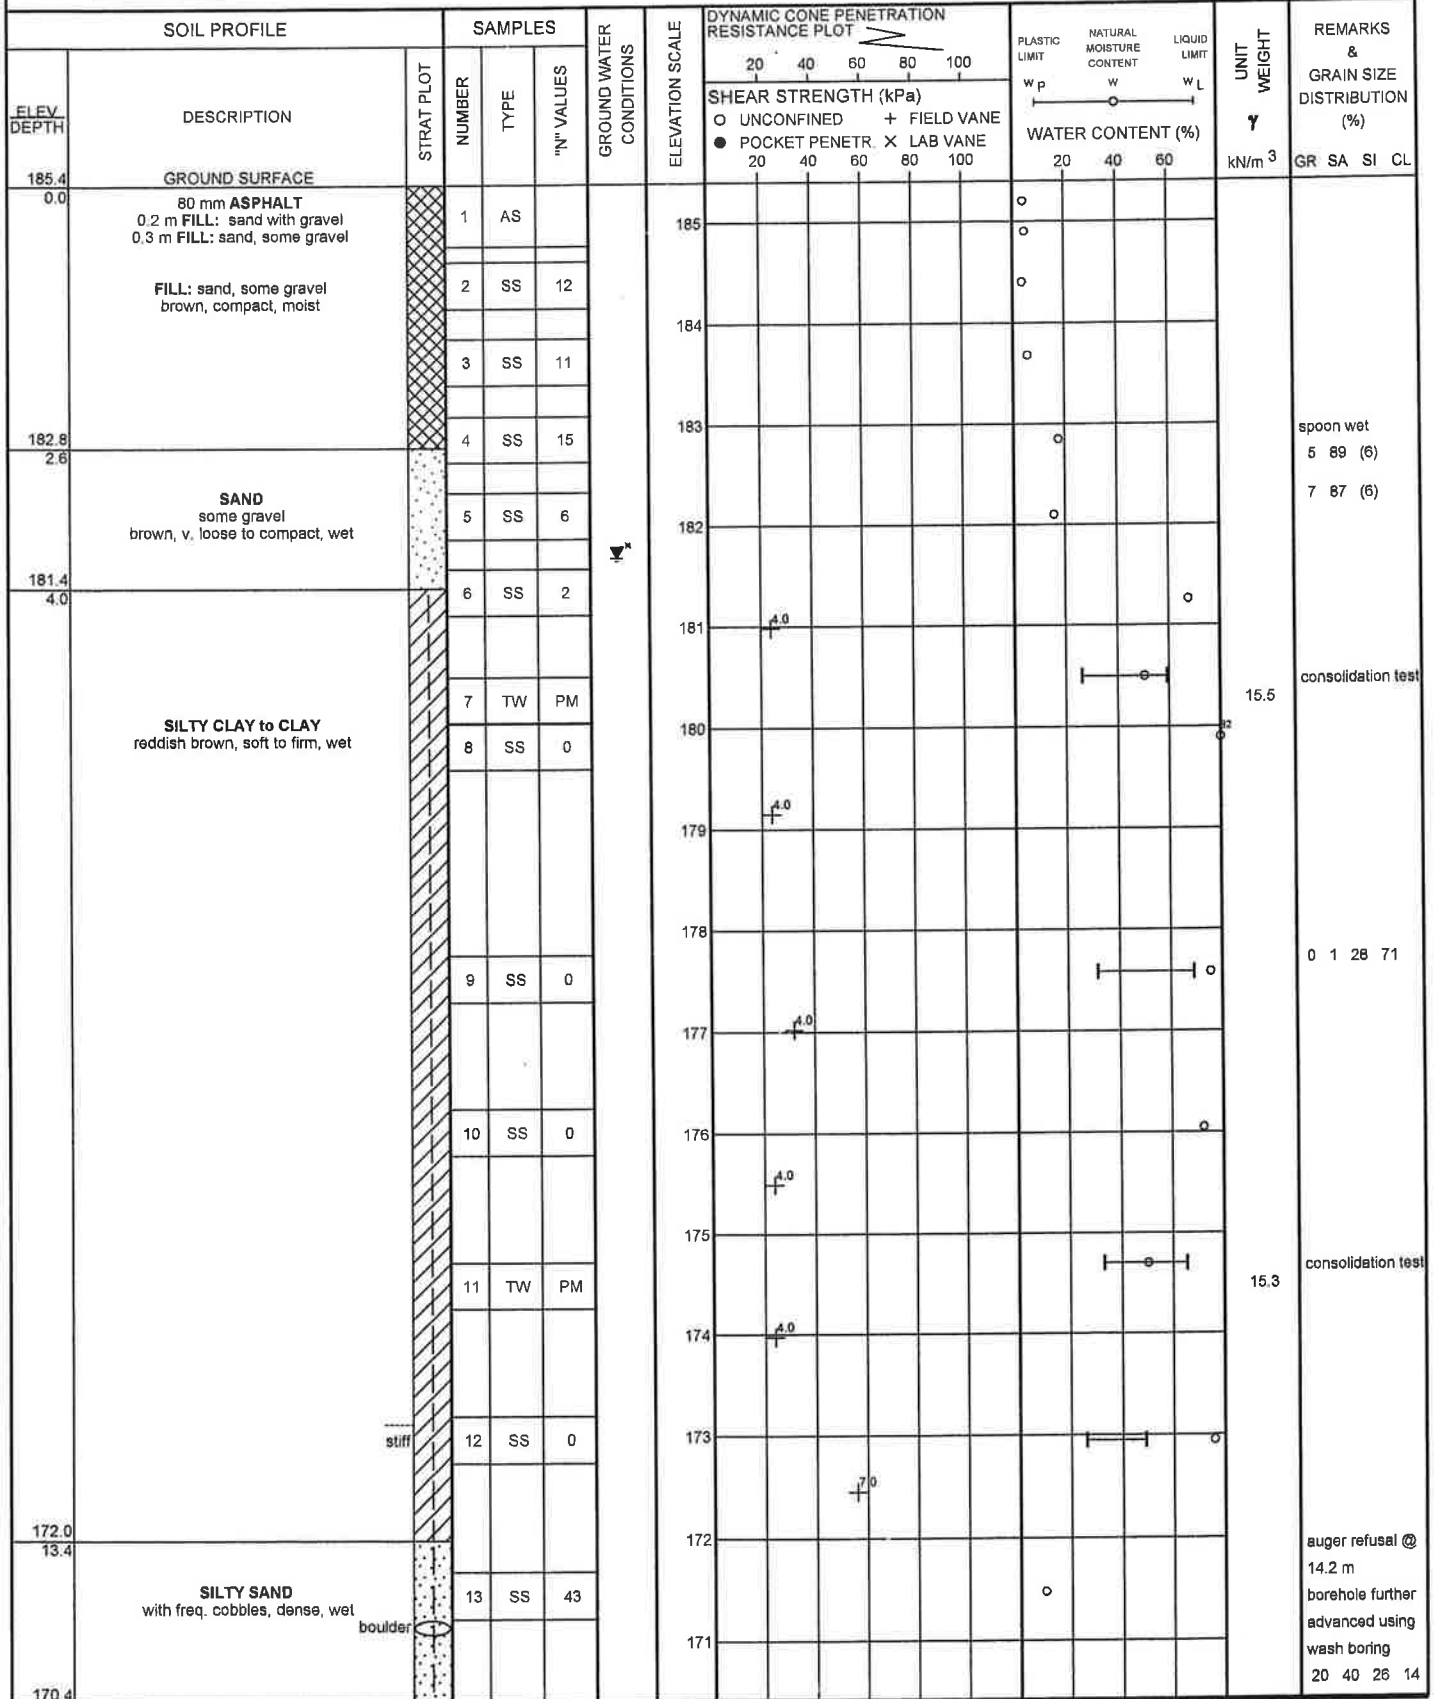 SOIL PROFILE
SAMPLES
GROUND WATER CONDITIONS
ELEVATION SCALE
DYNAMIC CONE PENETRATION
RESISTANCE PLOT
20 40 60 80 100
SHEAR STRENGTH (kPa)
O UNCONFINED + FIELD VANE
● POCKET PENETR. X LAB VANE
20 40 60 80 100
PLASTIC LIMIT
NATURAL MOISTURE CONTENT
LIQUID LIMIT
WP W WL
WATER CONTENT (%)
20 40 60
UNIT WEIGHT
γ
kN/m³
REMARKS
&
GRAIN SIZE
DISTRIBUTION
(%)
GR SA SI CL
ELEV
DEPTH
DESCRIPTION
STRAT PLOT
NUMBER
TYPE
"N" VALUES
185.4
GROUND SURFACE
0.0
80 mm ASPHALT
0.2 m FILL: sand with gravel
0.3 m FILL: sand, some gravel
1 AS
185
FILL: sand, some gravel
brown, compact, moist
2 SS 12
184
3 SS 11
183
spoon wet
182.8
4 SS 15
5 89 (6)
2.6
7 87 (6)
SAND
some gravel
brown, v. loose to compact, wet
5 SS 6
182
181.4
4.0
6 SS 2
4.0
181
consolidation test
7 TW PM
15.5
SILTY CLAY to CLAY
reddish brown, soft to firm, wet
180
8 SS 0
4.0
179
178
0 1 28 71
9 SS 0
4.0
177
10 SS 0
176
4.0
175
consolidation test
11 TW PM
15.3
4.0
174
stiff
12 SS 0
173
7.0
172.0
172
13.4
auger refusal @
14.2 m
SILTY SAND
with freq. cobbles, dense, wet
13 SS 43
borehole further
advanced using
boulder
171
wash boring
20 40 26 14
170.4